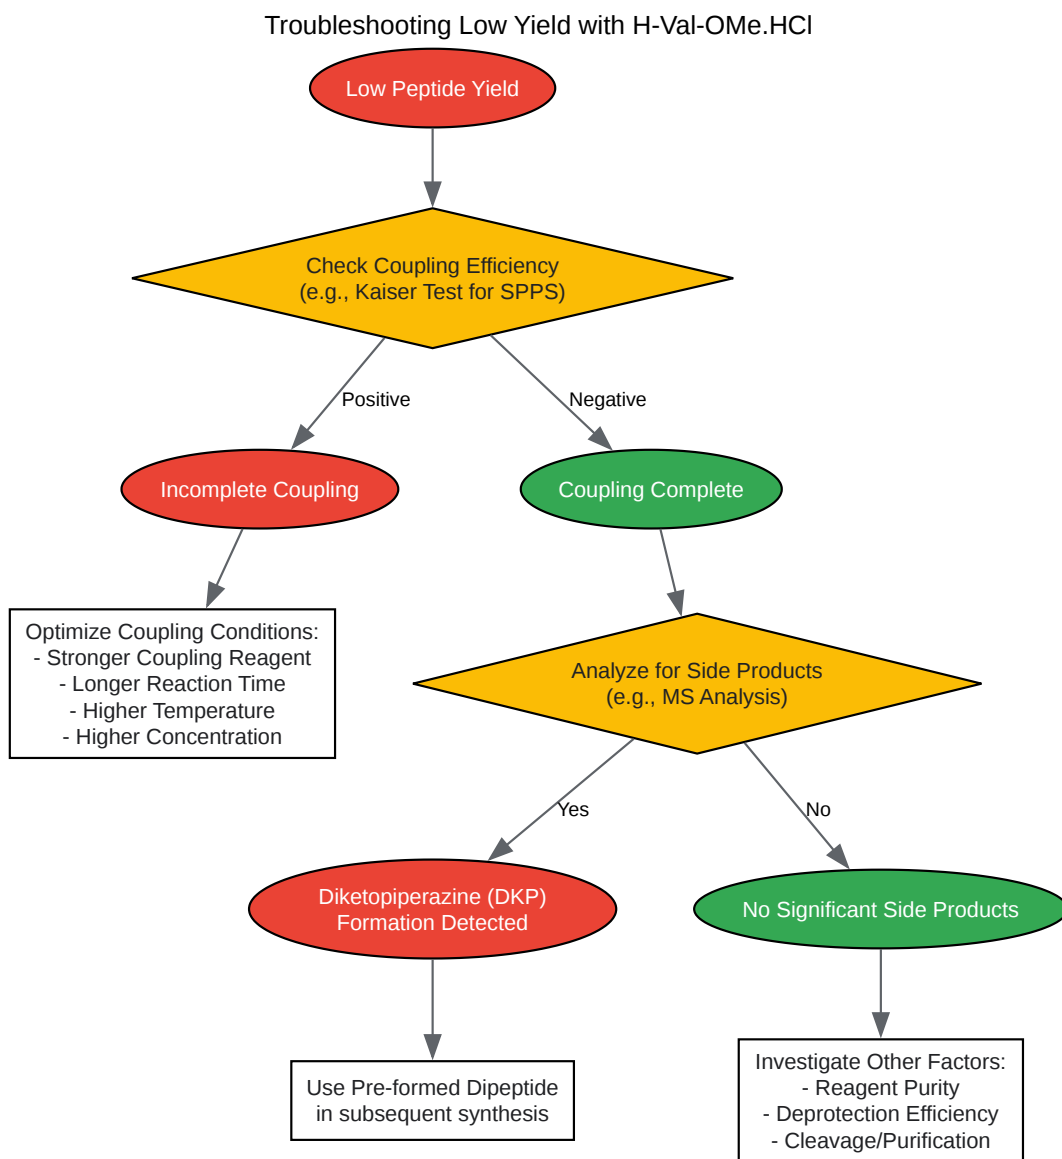 Troubleshooting Low Yield with H-Val-OMe.HCl
Low Peptide Yield
Check Coupling Efficiency
(e.g., Kaiser Test for SPPS)
Positive
Negative
Incomplete Coupling
Coupling Complete
Optimize Coupling Conditions:
- Stronger Coupling Reagent
- Longer Reaction Time
- Higher Temperature
- Higher Concentration
Analyze for Side Products
(e.g., MS Analysis)
Yes
No
Diketopiperazine (DKP)
Formation Detected
No Significant Side Products
Use Pre-formed Dipeptide
in subsequent synthesis
Investigate Other Factors:
- Reagent Purity
- Deprotection Efficiency
- Cleavage/Purification